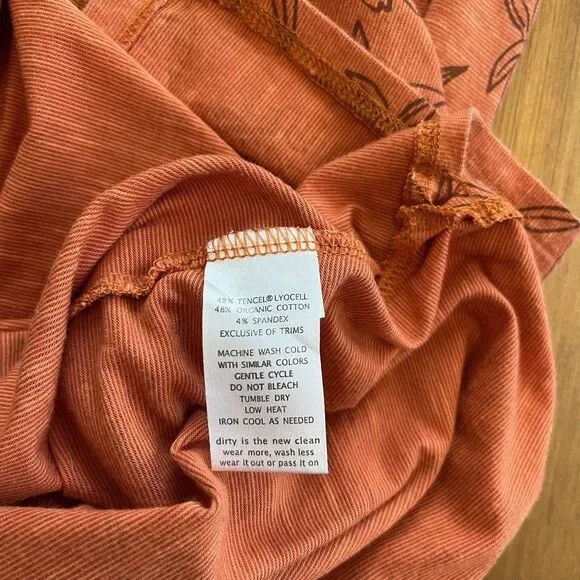 48% TENCEL® LYOCELL
48% ORGANIC COTTON
4% SPANDEX
EXCLUSIVE OF TRIMS
MACHINE WASH COLD
WITH SIMILAR COLORS
GENTLE CYCLE
DO NOT BLEACH
TUMBLE DRY
LOW HEAT
IRON COOL AS NEEDED
dirty is the new clean
wear more, wash less
wear it out or pass it on